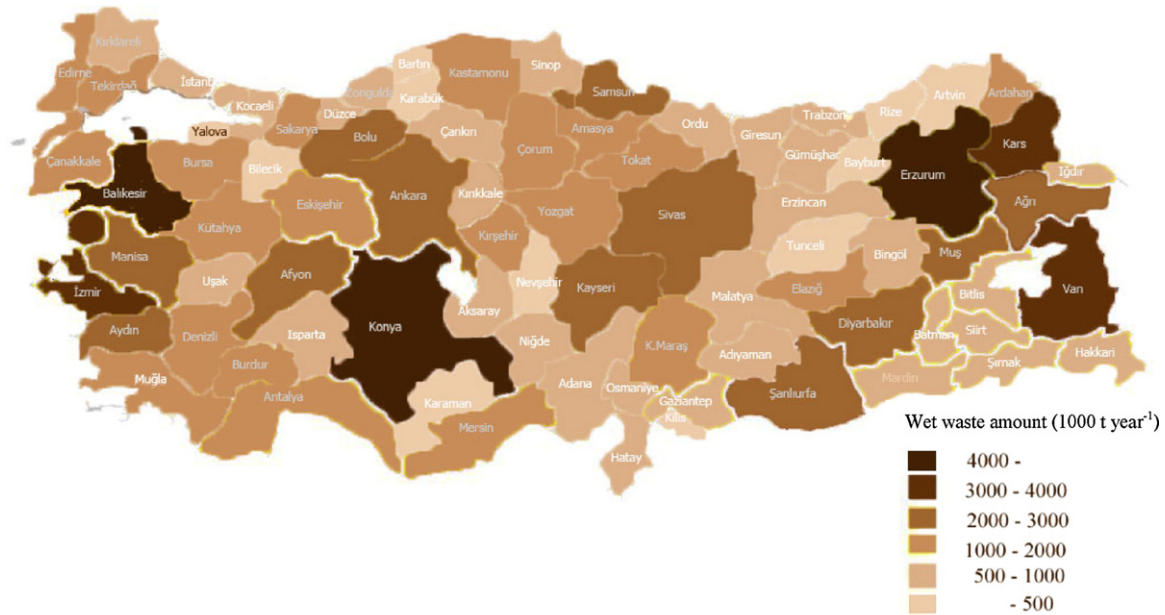 Kırklareli
Edirne
Tekirdağ
İstanb
Kocaeli
Yalova
Sakarya
Düzce
Zongulda
Bartın
Karabük
Kastamonu
Sinop
Samsun
Bolu
Çankırı
Çorum
Amasya
Tokat
Ordu
Giresun
Trabzon
Gümüşhar
Rize
Artvin
Ardahan
Kars
Bayburt
Erzurum
Iğdır
Ağrı
Çanakkale
Balıkesir
Bursa
Bilecik
Eskişehir
Ankara
Kırıkkale
Kırşehir
Yozgat
Sivas
Erzincan
Tunceli
Bingöl
Muş
Kütahya
Manisa
Uşak
Afyon
İzmir
Aydın
Denizli
Isparta
Burdur
Muğla
Antalya
Konya
Aksaray
Nevşehir
Kayseri
Niğde
Karaman
Mersin
Adana
Osmaniye
K.Maraş
Malatya
Elazığ
Adıyaman
Diyarbakır
Gaziantep
Kilis
Hatay
Şanlıurfa
Mardin
Batman
Bitlis
Siirt
Şırnak
Hakkari
Van
Wet waste amount (1000 t year⁻¹)
4000 -
3000 - 4000
2000 - 3000
1000 - 2000
500 - 1000
- 500